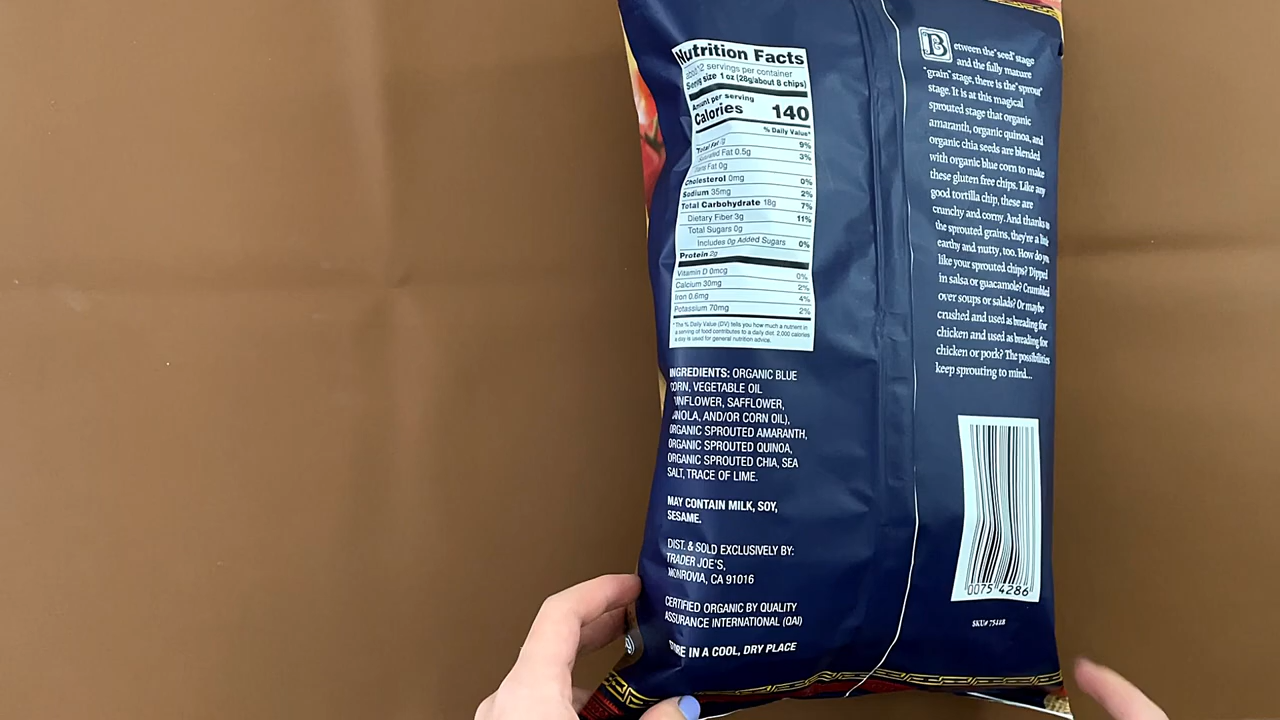 Nutrition Facts
about 12 servings per container
size 1 oz (28g/about 8 chips)
Amount per serving
Calories 140
% Daily Value*
Total Fat 9%
Fat 0.5g 3%
Fat 0g
Cholesterol 0mg 0%
Sodium 35mg 2%
Total Carbohydrate 18g 7%
Dietary Fiber 3g 11%
Total Sugars 0g
Includes 0g Added Sugars 0%
Protein 2g
Vitamin D 0mcg 0%
Calcium 30mg 2%
Iron 0.6mg 4%
Potassium 70mg 2%
* The % Daily Value (DV) tells you how much a nutrient in
a serving of food contributes to a daily diet. 2,000 calories
a day is used for general nutrition advice.
INGREDIENTS: ORGANIC BLUE
CORN, VEGETABLE OIL
UNFLOWER, SAFFLOWER,
ANOLA, AND/OR CORN OIL),
ORGANIC SPROUTED AMARANTH,
ORGANIC SPROUTED QUINOA,
ORGANIC SPROUTED CHIA, SEA
SALT, TRACE OF LIME.
MAY CONTAIN MILK, SOY,
SESAME.
DIST. & SOLD EXCLUSIVELY BY:
TRADER JOE'S,
MONROVIA, CA 91016
CERTIFIED ORGANIC BY QUALITY
ASSURANCE INTERNATIONAL (QAI)
STORE IN A COOL, DRY PLACE
Between the "seed" stage
and the fully mature
"grain" stage, there is the "sprout"
stage. It is at this magical
sprouted stage that organic
amaranth, organic quinoa, and
organic chia seeds are blended
with organic blue corn to make
these gluten free chips. Like any
good tortilla chip, these are
crunchy and corny. And thanks to
the sprouted grains, they're a little
earthy and nutty, too. How do you
like your sprouted chips? Dipped
in salsa or guacamole? Crumbled
over soups or salads? Or maybe
crushed and used as breading for
chicken and used as breading for
chicken or pork? The possibilities
keep sprouting to mind...
0075 4286
SKU# 75428